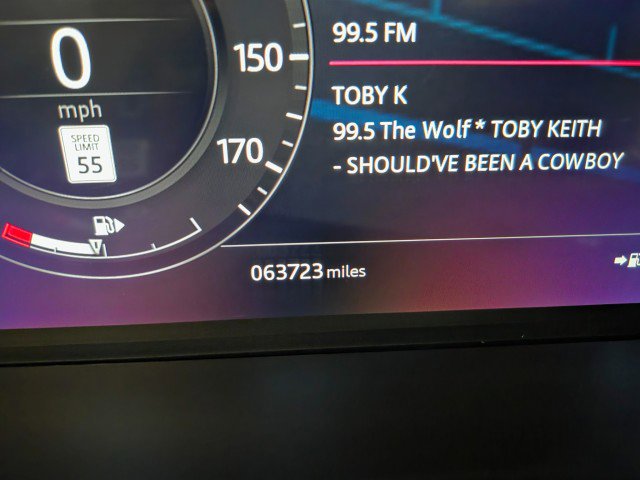 0
mph
SPEED
LIMIT
55
150
170
99.5 FM
TOBY K
99.5 The Wolf * TOBY KEITH
- SHOULD'VE BEEN A COWBOY
063723 miles